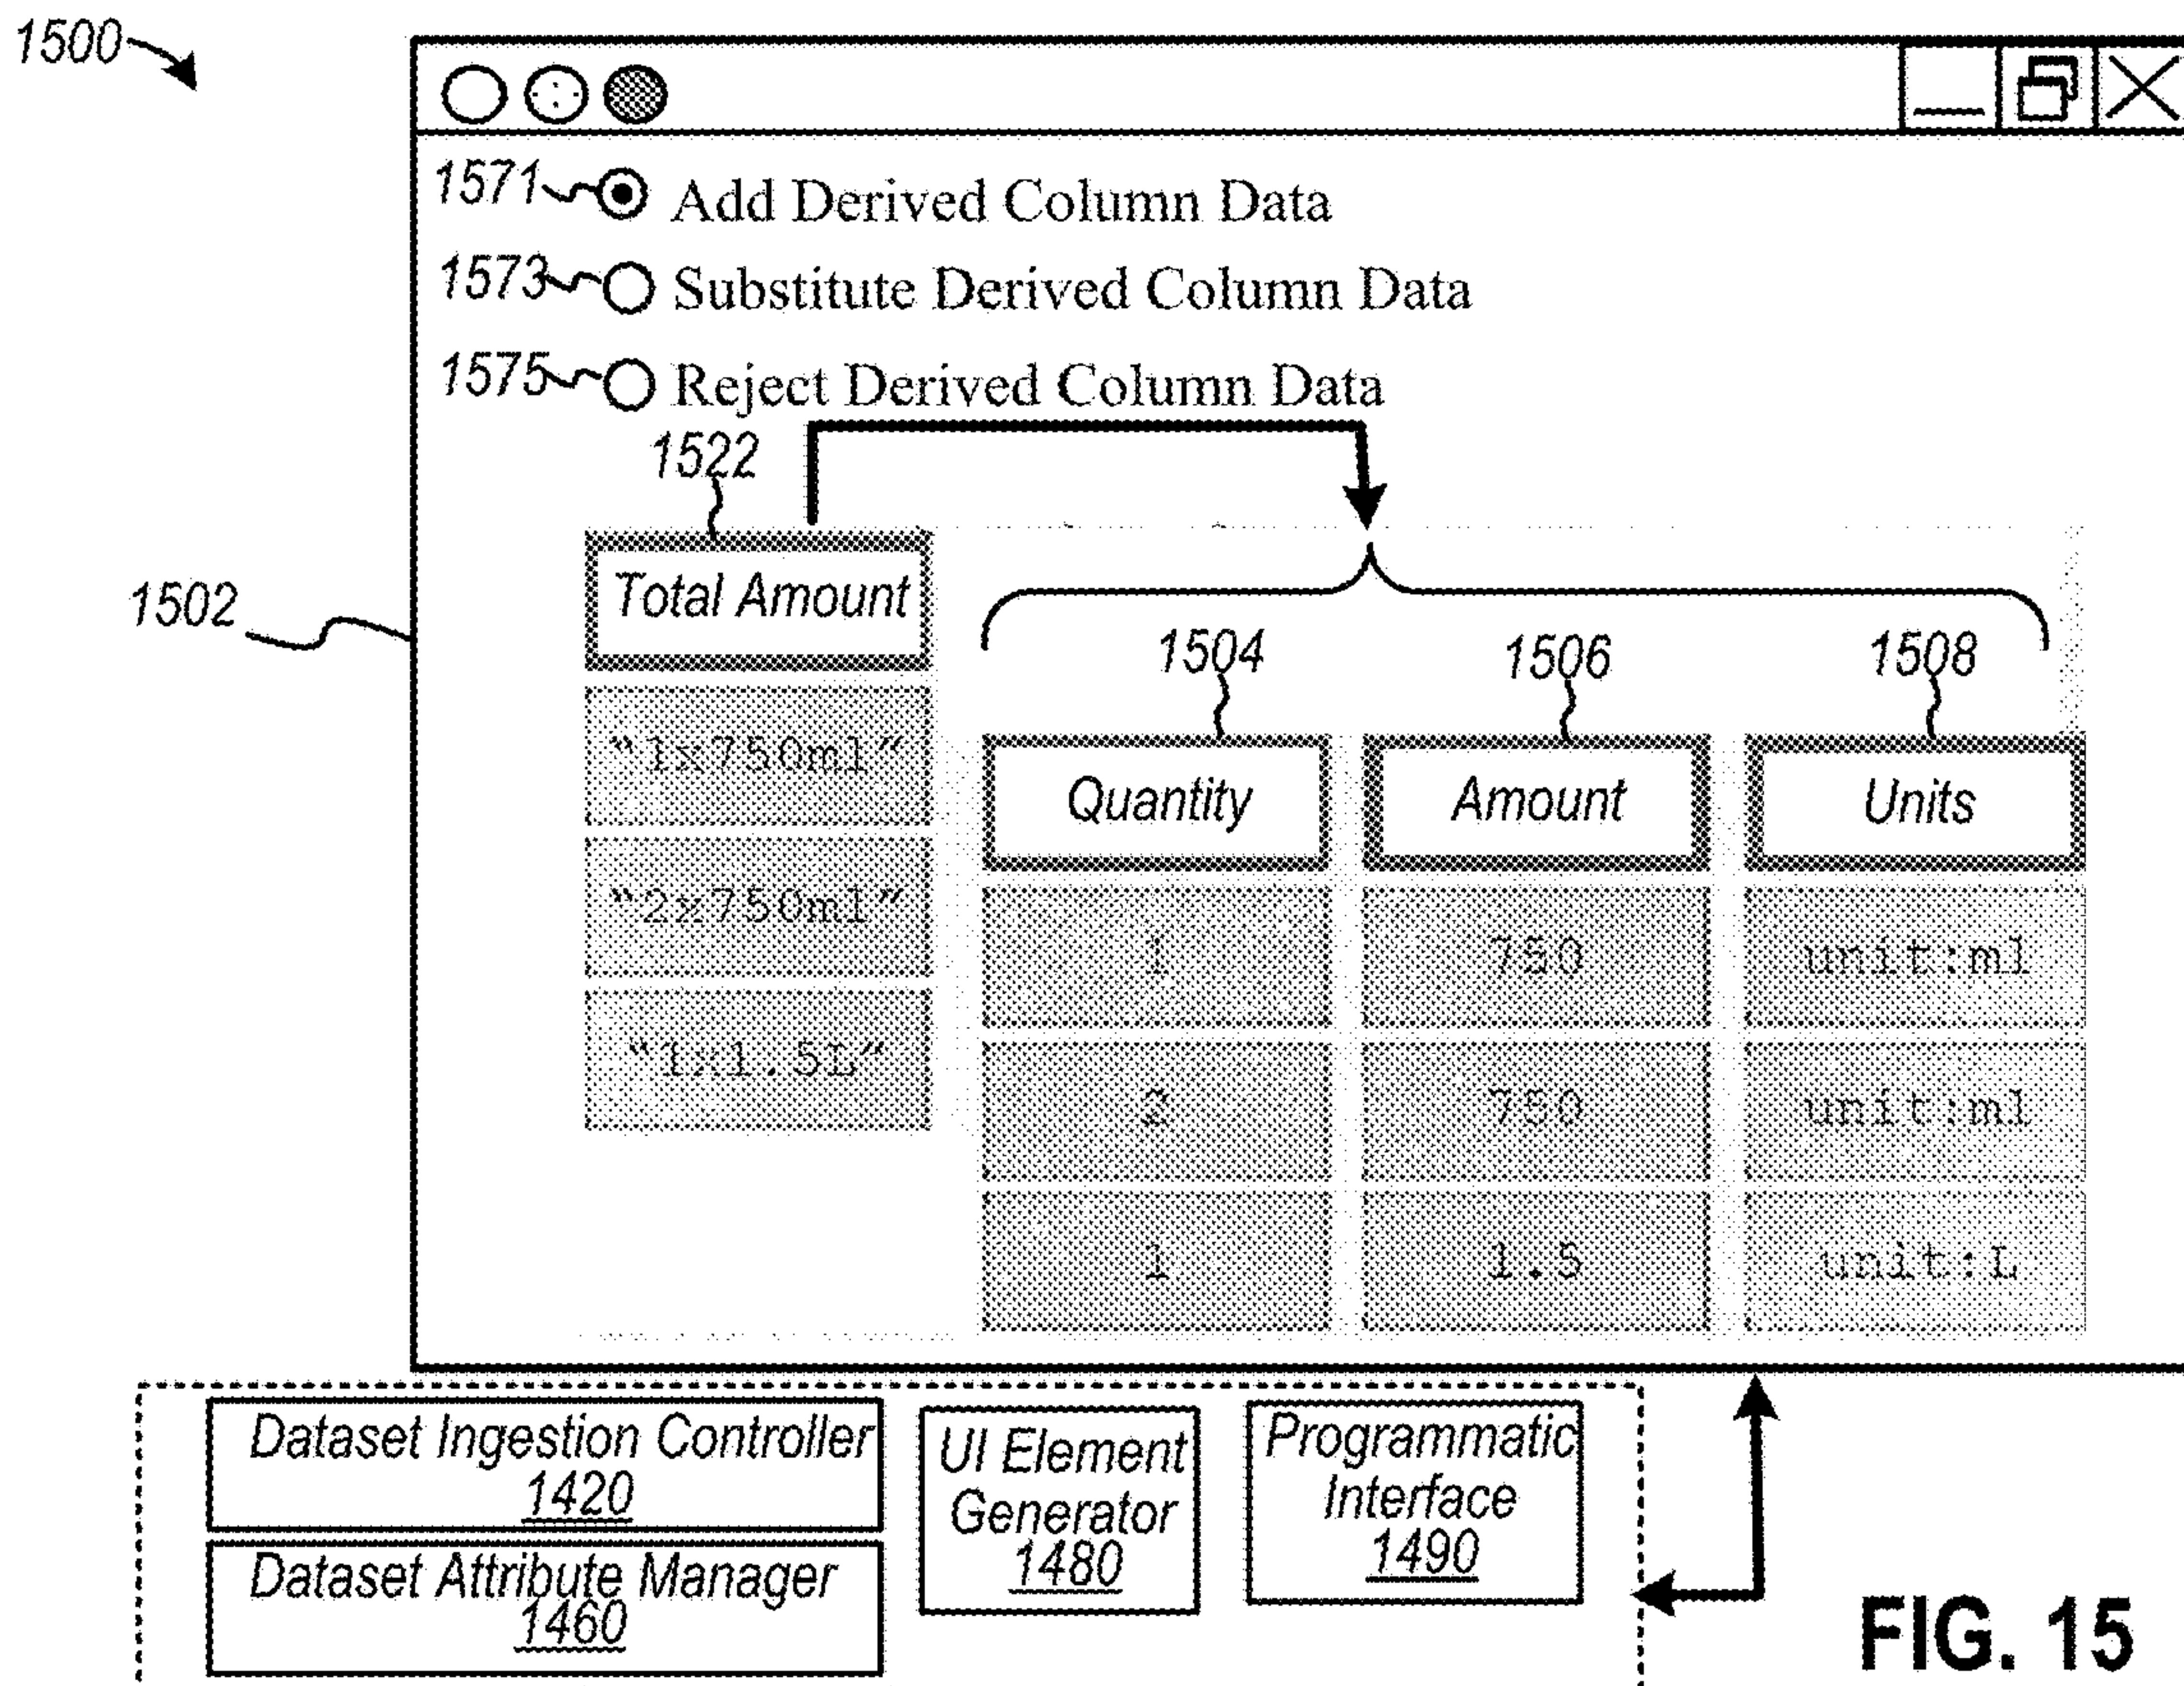 1500
1571 Add Derived Column Data
1573 Substitute Derived Column Data
1575 Reject Derived Column Data
1522
1502
Total Amount
"1x750ml"
"2x750ml"
"1x1.5L"
1504 1506 1508
Quantity Amount Units
1 750 unit:ml
2 750 unit:ml
1 1.5 unit:L
Dataset Ingestion Controller
1420
Dataset Attribute Manager
1460
UI Element
Generator
1480
Programmatic
Interface
1490
FIG. 15